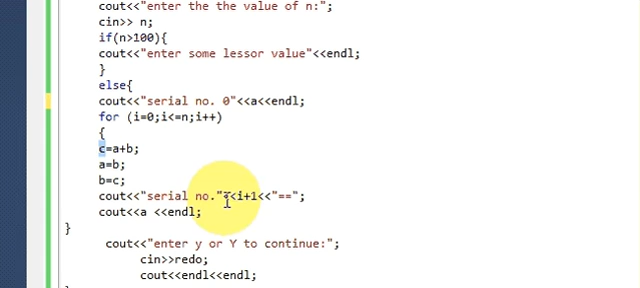 cout<<"enter the the value of n:";
cin>> n;
if(n>100){
cout<<"enter some lessor value"<<endl;
}
else{
cout<<"serial no. 0"<<a<<endl;
for (i=0;i<=n;i++)
{
c=a+b;
a=b;
b=c;
cout<<"serial no."<<i+1<<"==";
cout<<a <<endl;
}
cout<<"enter y or Y to continue:";
cin>>redo;
cout<<endl<<endl;